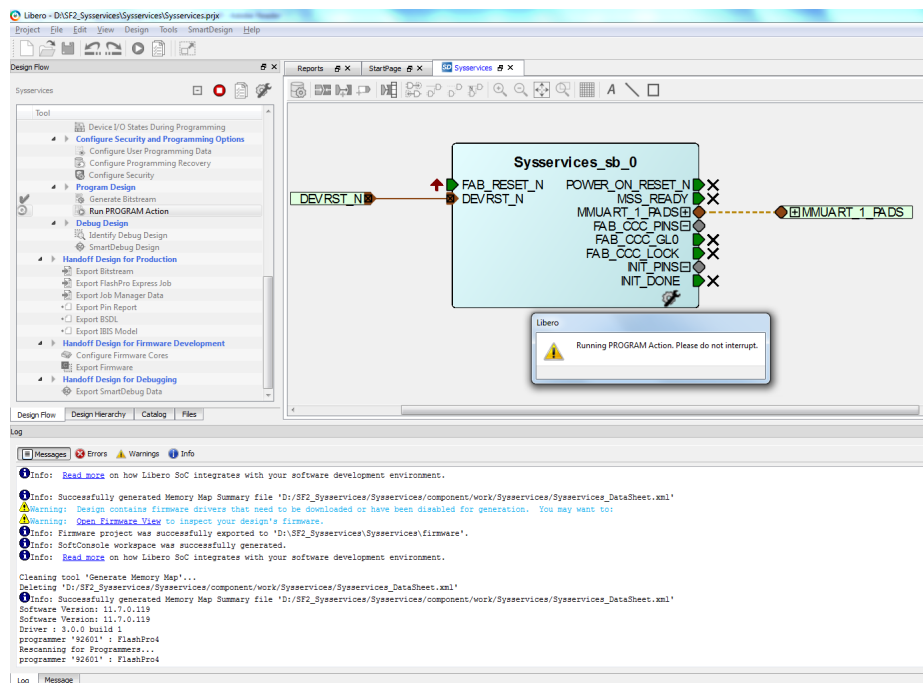 Libero - D:\SF2_Sysservices\Sysservices\Sysservices.prjx
Project File Edit View Design Tools SmartDesign Help
Design Flow
Reports StartPage SD Sysservices
Sysservices
Tool
Device I/O States During Programming
Configure Security and Programming Options
Configure User Programming Data
Configure Programming Recovery
Configure Security
Program Design
Generate Bitstream
Run PROGRAM Action
Debug Design
Identify Debug Design
SmartDebug Design
Handoff Design for Production
Export Bitstream
Export FlashPro Express Job
Export Job Manager Data
Export Pin Report
Export BSDL
Export IBIS Model
Handoff Design for Firmware Development
Configure Firmware Cores
Export Firmware
Handoff Design for Debugging
Export SmartDebug Data
Design Flow Design Hierarchy Catalog Files
A
Sysservices_sb_0
FAB_RESET_N POWER_ON_RESET_N
DEVRST_N DEVRST_N MSS_READY
MMUART_1_PADS MMUART_1_PADS
FAB_CCC_PINS
FAB_CCC_GL0
FAB_CCC_LOCK
INIT_PINS
INIT_DONE
Libero
Running PROGRAM Action. Please do not interrupt.
Log
Messages Errors Warnings Info
Info: Read more on how Libero SoC integrates with your software development environment.
Info: Successfully generated Memory Map Summary file 'D:/SF2_Sysservices/Sysservices/component/work/Sysservices/Sysservices_DataSheet.xml'
Warning: Design contains firmware drivers that need to be downloaded or have been disabled for generation. You may want to:
Warning: Open Firmware View to inspect your design's firmware.
Info: Firmware project was successfully exported to 'D:\SF2_Sysservices\Sysservices\firmware'.
Info: SoftConsole workspace was successfully generated.
Info: Read more on how Libero SoC integrates with your software development environment.
Cleaning tool 'Generate Memory Map'...
Deleting 'D:/SF2_Sysservices/Sysservices/component/work/Sysservices/Sysservices_DataSheet.xml'
Info: Successfully generated Memory Map Summary file 'D:/SF2_Sysservices/Sysservices/component/work/Sysservices/Sysservices_DataSheet.xml'
Software Version: 11.7.0.119
Software Version: 11.7.0.119
Driver : 3.0.0 build 1
programmer '92601' : FlashPro4
Rescanning for Programmers...
programmer '92601' : FlashPro4
Log Message